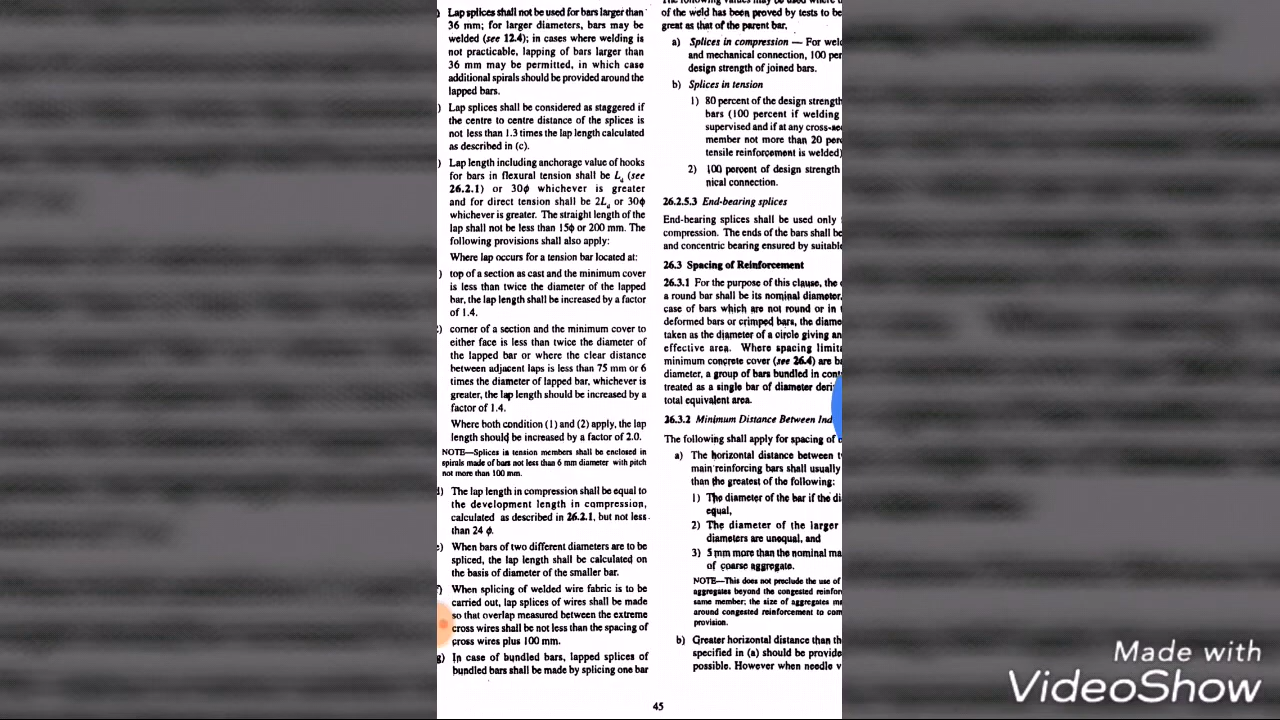 ) Lap splices shall not be used for bars larger than
36 mm; for larger diameters, bars may be
welded (see 12.4); in cases where welding is
not practicable, lapping of bars larger than
36 mm may be permitted, in which case
additional spirals should be provided around the
lapped bars.
) Lap splices shall be considered as staggered if
the centre to centre distance of the splices is
not less than 1.3 times the lap length calculated
as described in (c).
) Lap length including anchorage value of hooks
for bars in flexural tension shall be Ld (see
26.2.1) or 30ϕ whichever is greater
and for direct tension shall be 2Ld or 30ϕ
whichever is greater. The straight length of the
lap shall not be less than 15ϕ or 200 mm. The
following provisions shall also apply:
Where lap occurs for a tension bar located at:
) top of a section as cast and the minimum cover
is less than twice the diameter of the lapped
bar, the lap length shall be increased by a factor
of 1.4.
) corner of a section and the minimum cover to
either face is less than twice the diameter of
the lapped bar or where the clear distance
between adjacent laps is less than 75 mm or 6
times the diameter of lapped bar, whichever is
greater, the lap length should be increased by a
factor of 1.4.
Where both condition (1) and (2) apply, the lap
length should be increased by a factor of 2.0.
NOTE—Splices in tension members shall be enclosed in
spirals made of bars not less than 6 mm diameter with pitch
not more than 100 mm.
d) The lap length in compression shall be equal to
the development length in compression,
calculated as described in 26.2.1, but not less
than 24 ϕ.
e) When bars of two different diameters are to be
spliced, the lap length shall be calculated on
the basis of diameter of the smaller bar.
f) When splicing of welded wire fabric is to be
carried out, lap splices of wires shall be made
so that overlap measured between the extreme
cross wires shall be not less than the spacing of
cross wires plus 100 mm.
g) In case of bundled bars, lapped splices of
bundled bars shall be made by splicing one bar
of the weld has been proved by tests to be
great as that of the parent bar.
a) Splices in compression — For wel
and mechanical connection, 100 per
design strength of joined bars.
b) Splices in tension
1) 80 percent of the design strength
bars (100 percent if welding
supervised and if at any cross-se
member not more than 20 per
tensile reinforcement is welded)
2) 100 percent of design strength
nical connection.
26.2.5.3 End-bearing splices
End-bearing splices shall be used only
compression. The ends of the bars shall be
and concentric bearing ensured by suitable
26.3 Spacing of Reinforcement
26.3.1 For the purpose of this clause, the
a round bar shall be its nominal diameter,
case of bars which are not round or in
deformed bars or crimped bars, the diame
taken as the diameter of a circle giving an
effective area. Where spacing limita
minimum concrete cover (see 26.4) are b
diameter, a group of bars bundled in con
treated as a single bar of diameter deri
total equivalent area.
26.3.2 Minimum Distance Between Ind
The following shall apply for spacing of
a) The horizontal distance between
main reinforcing bars shall usually
than the greatest of the following:
1) The diameter of the bar if the di
equal,
2) The diameter of the larger
diameters are unequal, and
3) 5 mm more than the nominal ma
of coarse aggregate.
NOTE—This does not preclude the use of
aggregates beyond the congested reinfor
same member; the size of aggregates m
around congested reinforcement to com
provision.
b) Greater horizontal distance than th
specified in (a) should be provide
possible. However when needle v
45
Made with
VideoShow